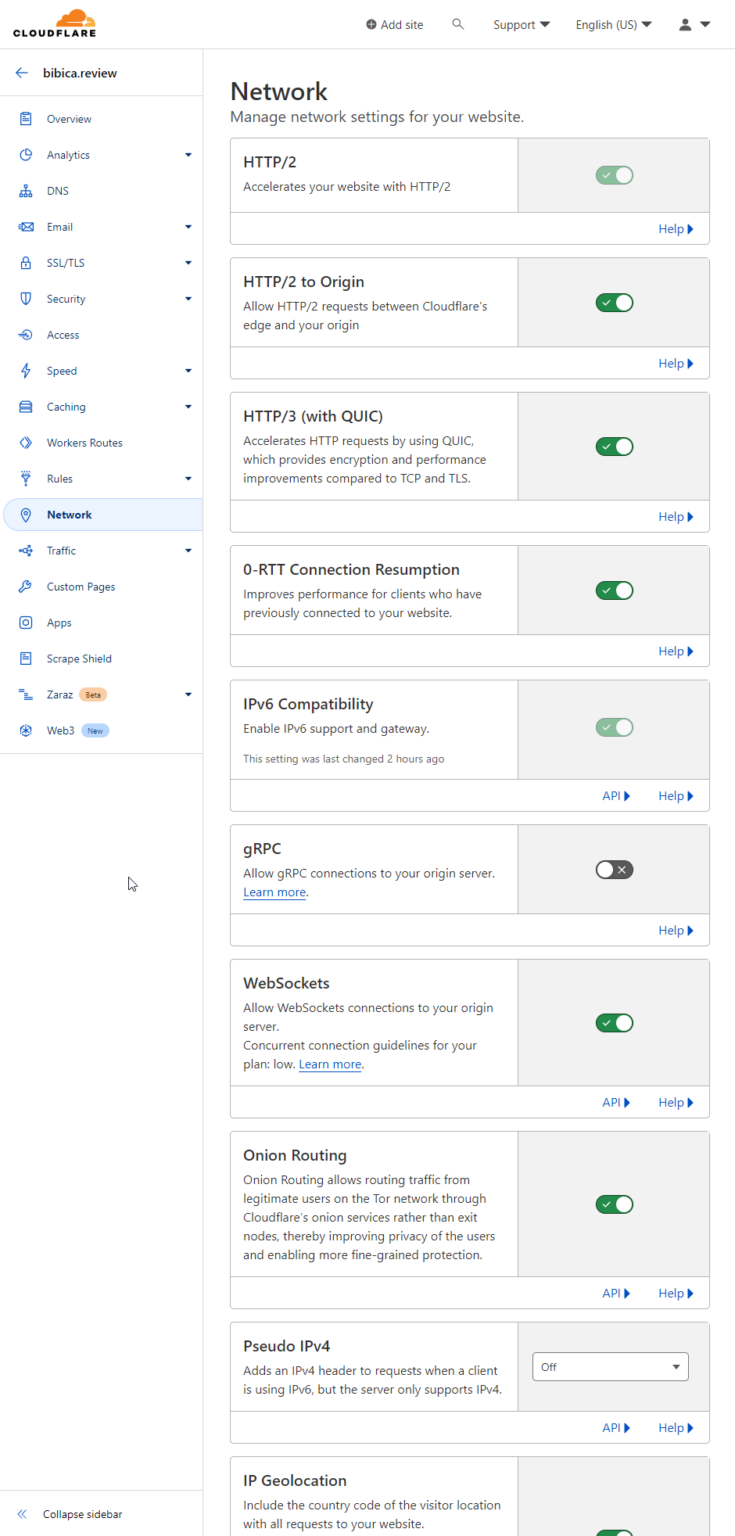 CLOUDFLARE
Add site
Support
English (US)
bibica.review
Overview
Analytics
DNS
Email
SSL/TLS
Security
Access
Speed
Caching
Workers Routes
Rules
Network
Traffic
Custom Pages
Apps
Scrape Shield
Zaraz Beta
Web3 New
Collapse sidebar
Network
Manage network settings for your website.
HTTP/2
Accelerates your website with HTTP/2
Help
HTTP/2 to Origin
Allow HTTP/2 requests between Cloudflare's
edge and your origin
Help
HTTP/3 (with QUIC)
Accelerates HTTP requests by using QUIC,
which provides encryption and performance
improvements compared to TCP and TLS.
Help
0-RTT Connection Resumption
Improves performance for clients who have
previously connected to your website.
Help
IPv6 Compatibility
Enable IPv6 support and gateway.
This setting was last changed 2 hours ago
API Help
gRPC
Allow gRPC connections to your origin server.
Learn more.
Help
WebSockets
Allow WebSockets connections to your origin
server.
Concurrent connection guidelines for your
plan: low. Learn more.
API Help
Onion Routing
Onion Routing allows routing traffic from
legitimate users on the Tor network through
Cloudflare's onion services rather than exit
nodes, thereby improving privacy of the users
and enabling more fine-grained protection.
API Help
Pseudo IPv4
Adds an IPv4 header to requests when a client
is using IPv6, but the server only supports IPv4.
Off
API Help
IP Geolocation
Include the country code of the visitor location
with all requests to your website.